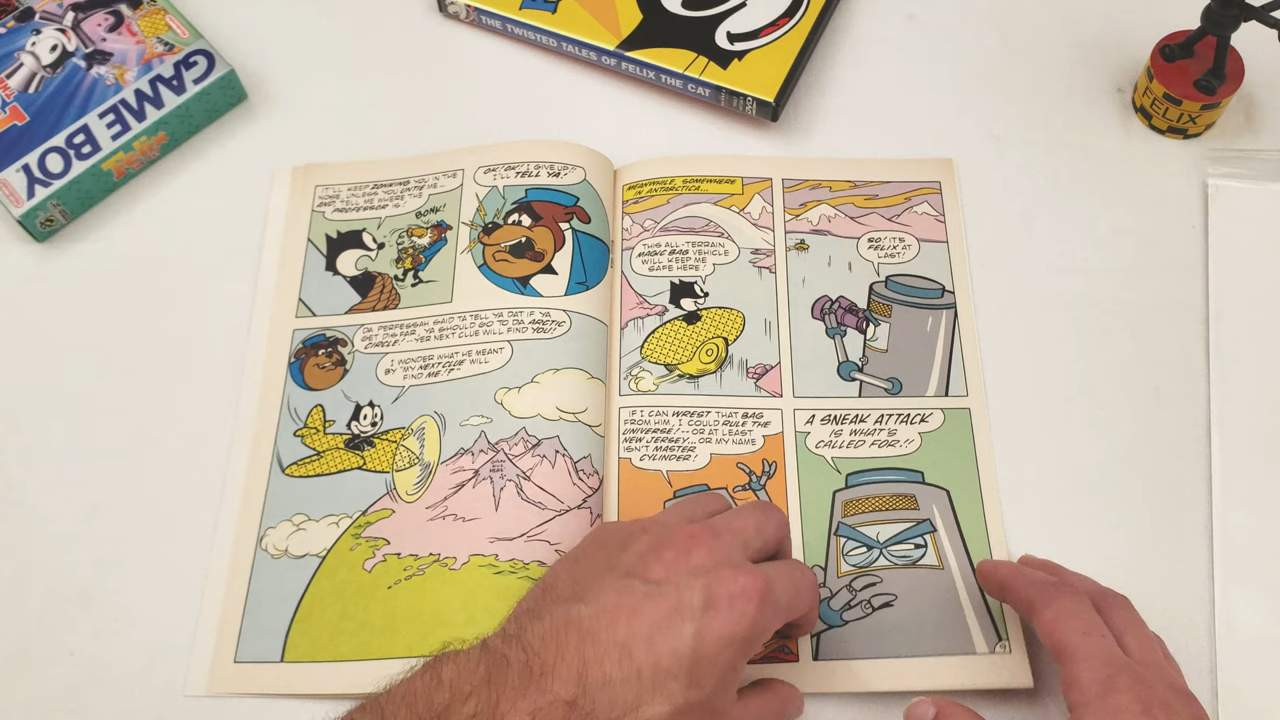 GAME BOY
Felix
THE TWISTED TALES OF FELIX THE CAT
DVD
FELIX
IT'LL KEEP ZONKING YOU IN THE
NOSE UNLESS YOU UNTIE ME--
AND, TELL ME WHERE THE
PROFESSOR IS!
BONK!
OK! OK! I GIVE UP!!
I'LL TELL YA!
DA PERFESSAH SAID TA TELL YA DAT IF YA
GET DIS FAR, YA SHOULD GO TO DA ARCTIC
CIRCLE!--YER NEXT CLUE WILL FIND YOU!
I WONDER WHAT HE MEANT
BY "MY NEXT CLUE WILL
FIND ME!?"
MEANWHILE, SOMEWHERE
IN ANTARCTICA...
THIS ALL-TERRAIN
MAGIC BAG VEHICLE
WILL KEEP ME
SAFE HERE!
SO! IT'S
FELIX AT
LAST!
IF I CAN WREST THAT BAG
FROM HIM, I COULD RULE THE
UNIVERSE!--OR AT LEAST
NEW JERSEY...OR MY NAME
ISN'T MASTER
CYLINDER!
A SNEAK ATTACK
IS WHAT'S
CALLED FOR!!